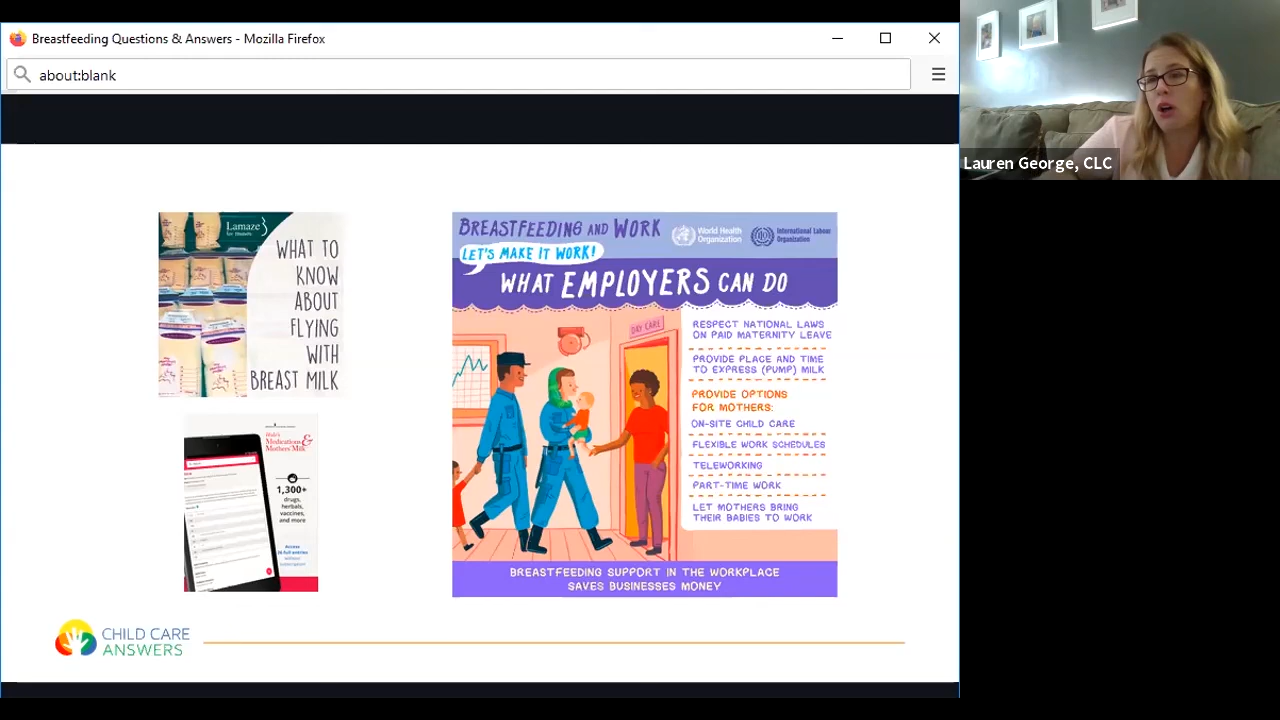 Breastfeeding Questions & Answers - Mozilla Firefox
about:blank
Lauren George, CLC
Lamaze
WHAT TO
KNOW
ABOUT
FLYING
WITH
BREAST MILK
Hale's
Medications &
Mothers' Milk
1,300+
drugs,
herbals,
vaccines,
and more
Access
full entries
without
subscription
BREASTFEEDING AND WORK
LET'S MAKE IT WORK!
World Health
Organization
International Labour
Organization
WHAT EMPLOYERS CAN DO
DAY CARE
RESPECT NATIONAL LAWS
ON PAID MATERNITY LEAVE
PROVIDE PLACE AND TIME
TO EXPRESS (PUMP) MILK
PROVIDE OPTIONS
FOR MOTHERS:
ON-SITE CHILD CARE
FLEXIBLE WORK SCHEDULES
TELEWORKING
PART-TIME WORK
LET MOTHERS BRING
THEIR BABIES TO WORK
BREASTFEEDING SUPPORT IN THE WORKPLACE
SAVES BUSINESSES MONEY
CHILD CARE
ANSWERS